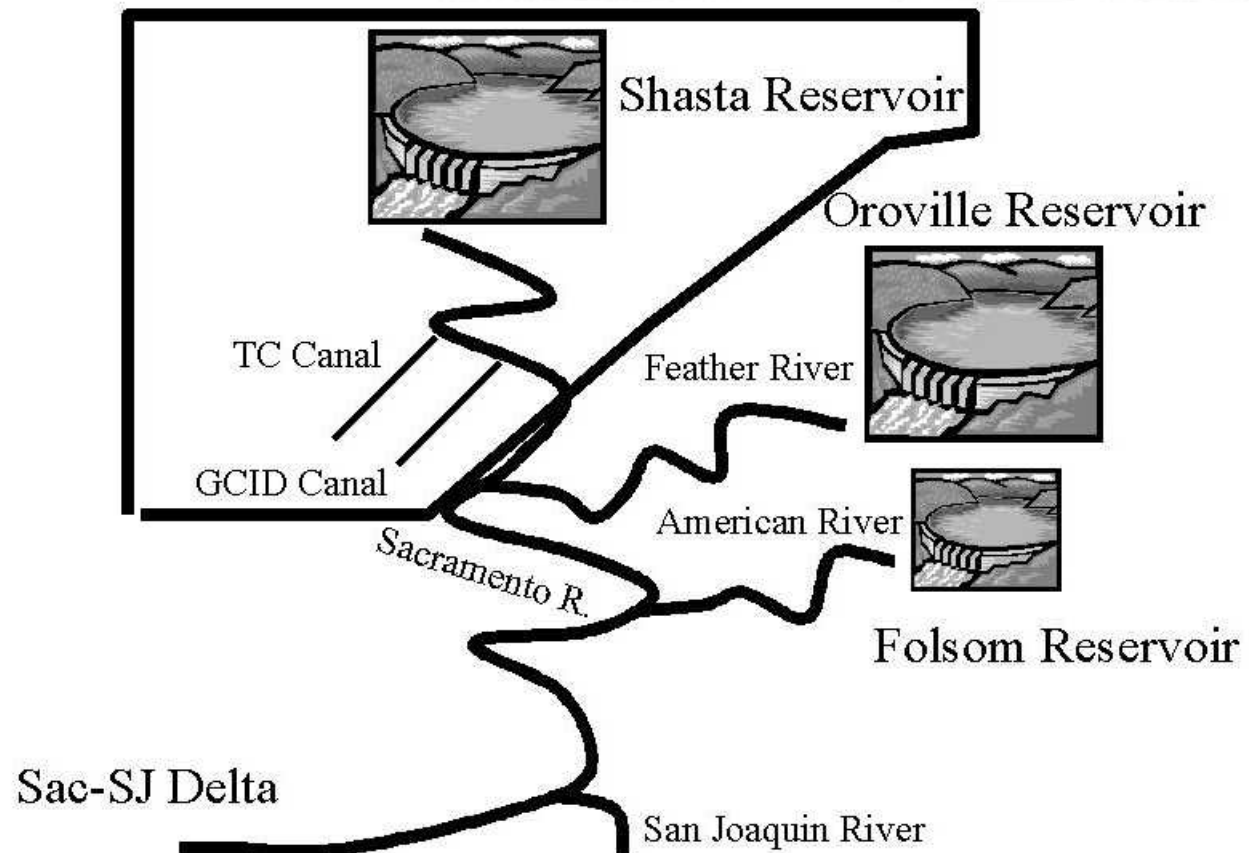 Shasta Reservoir
Oroville Reservoir
TC Canal
Feather River
GCID Canal
American River
Sacramento R.
Folsom Reservoir
Sac-SJ Delta
San Joaquin River